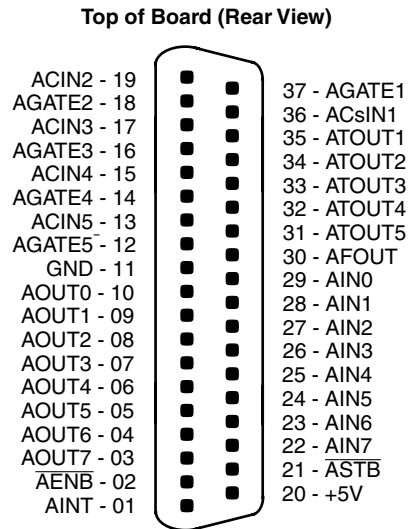 Top of Board (Rear View)
ACIN2 - 19
AGATE2 - 18
ACIN3 - 17
AGATE3 - 16
ACIN4 - 15
AGATE4 - 14
ACIN5 - 13
AGATE5 - 12
GND - 11
AOUT0 - 10
AOUT1 - 09
AOUT2 - 08
AOUT3 - 07
AOUT4 - 06
AOUT5 - 05
AOUT6 - 04
AOUT7 - 03
A̅E̅N̅B̅ - 02
AINT - 01
37 - AGATE1
36 - ACsIN1
35 - ATOUT1
34 - ATOUT2
33 - ATOUT3
32 - ATOUT4
31 - ATOUT5
30 - AFOUT
29 - AIN0
28 - AIN1
27 - AIN2
26 - AIN3
25 - AIN4
24 - AIN5
23 - AIN6
22 - AIN7
21 - A̅S̅T̅B̅
20 - +5V